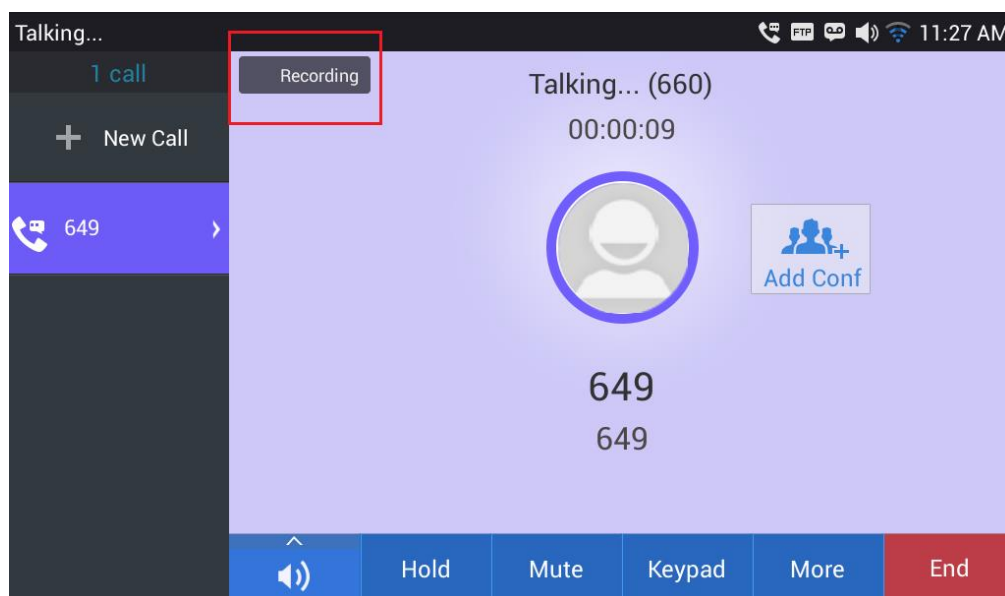 Talking...
FTP
11:27 AM
1 call
New Call
649
Recording
Talking... (660)
00:00:09
Add Conf
649
649
Hold
Mute
Keypad
More
End